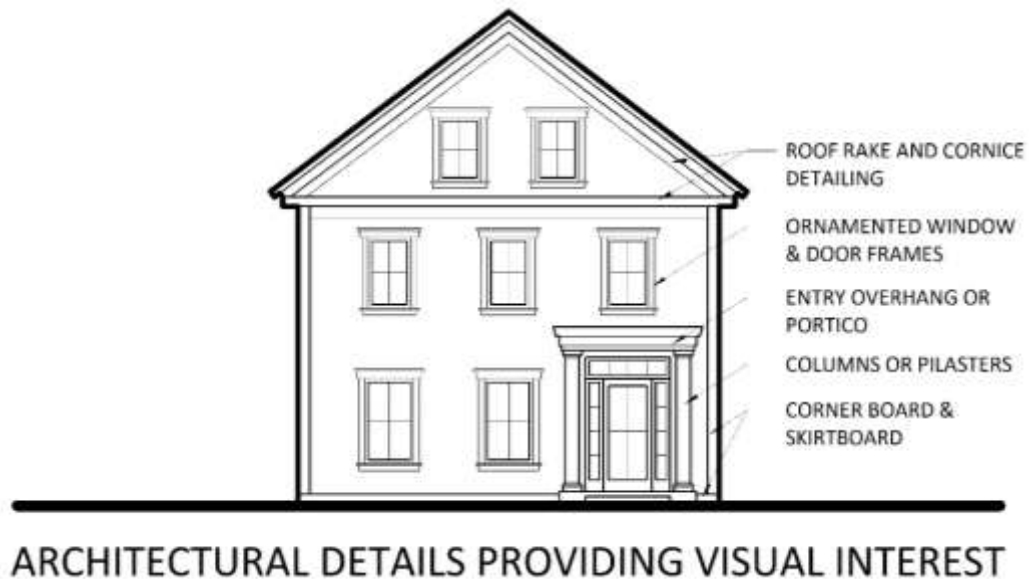 ROOF RAKE AND CORNICE
DETAILING
ORNAMENTED WINDOW
& DOOR FRAMES
ENTRY OVERHANG OR
PORTICO
COLUMNS OR PILASTERS
CORNER BOARD &
SKIRTBOARD
ARCHITECTURAL DETAILS PROVIDING VISUAL INTEREST